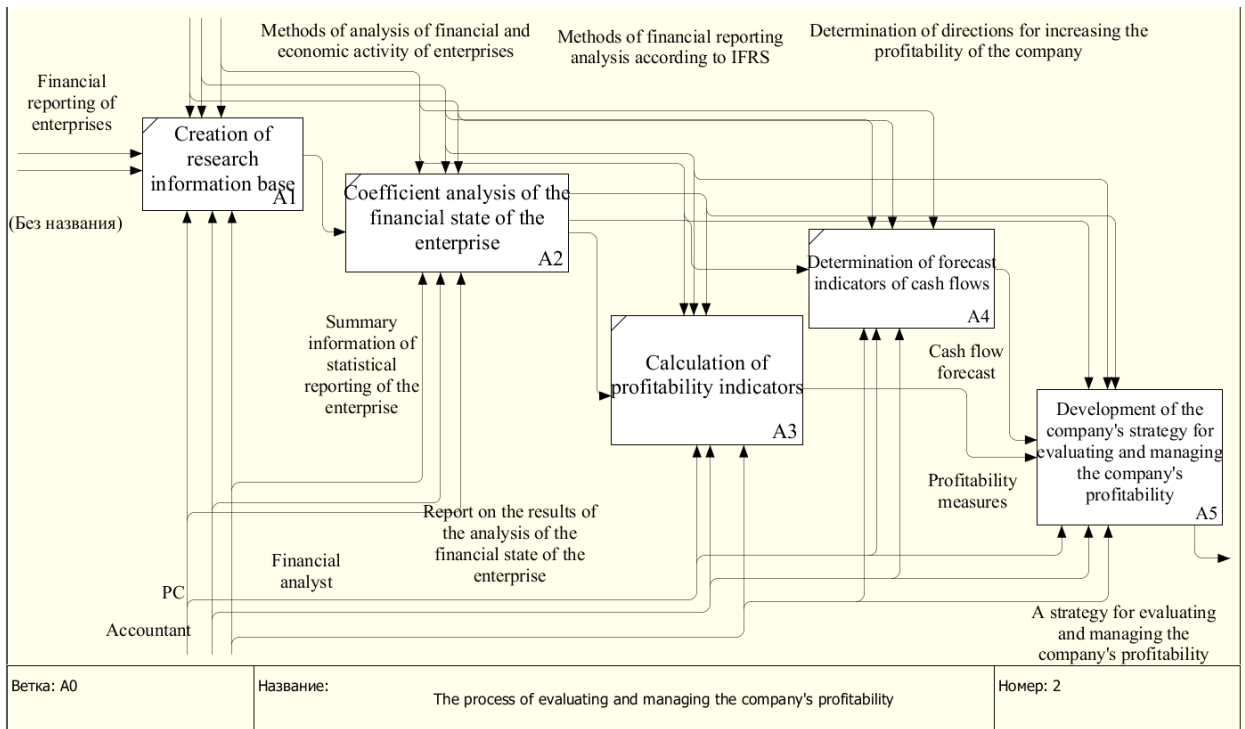 Methods of analysis of financial and
economic activity of enterprises
Methods of financial reporting
analysis according to IFRS
Determination of directions for increasing the
profitability of the company
Financial
reporting of
enterprises
(Без названия)
Creation of
research
information base
A1
Coefficient analysis of the
financial state of the
enterprise
A2
Determination of forecast
indicators of cash flows
A4
Summary
information of
statistical
reporting of the
enterprise
Calculation of
profitability indicators
A3
Cash flow
forecast
Development of the
company's strategy for
evaluating and managing
the company's
profitability
A5
Profitability
measures
Report on the results of
the analysis of the
financial state of the
enterprise
Financial
analyst
PC
Accountant
A strategy for evaluating
and managing the
company's profitability
Ветка: A0
Название:
The process of evaluating and managing the company's profitability
Номер: 2